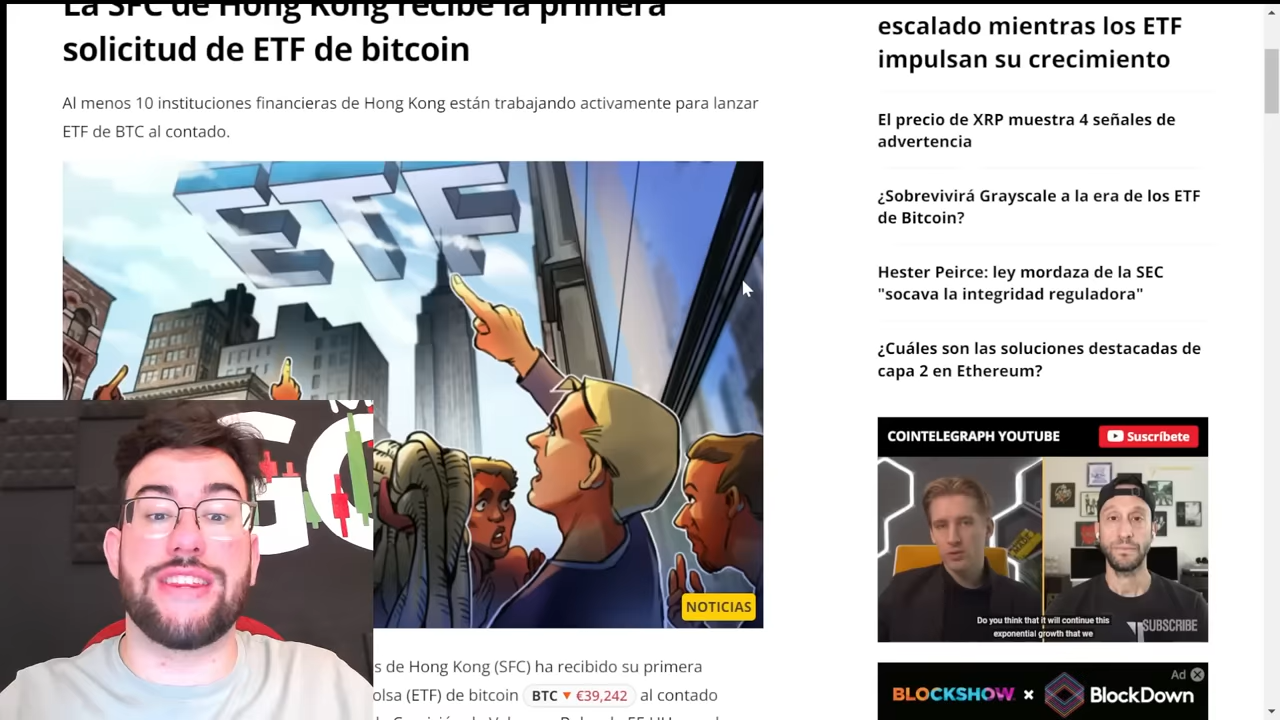 La SFC de Hong Kong recibe la primera
solicitud de ETF de bitcoin
Al menos 10 instituciones financieras de Hong Kong están trabajando activamente para lanzar
ETF de BTC al contado.
ETF
NOTICIAS
s de Hong Kong (SFC) ha recibido su primera
olsa (ETF) de bitcoin BTC ▼ €39,242 al contado
escalado mientras los ETF
impulsan su crecimiento
El precio de XRP muestra 4 señales de
advertencia
¿Sobrevivirá Grayscale a la era de los ETF
de Bitcoin?
Hester Peirce: ley mordaza de la SEC
"socava la integridad reguladora"
¿Cuáles son las soluciones destacadas de
capa 2 en Ethereum?
COINTELEGRAPH YOUTUBE
Suscríbete
Do you think that it will continue this
exponential growth that we
SUBSCRIBE
Ad
BLOCKSHOW × BlockDown